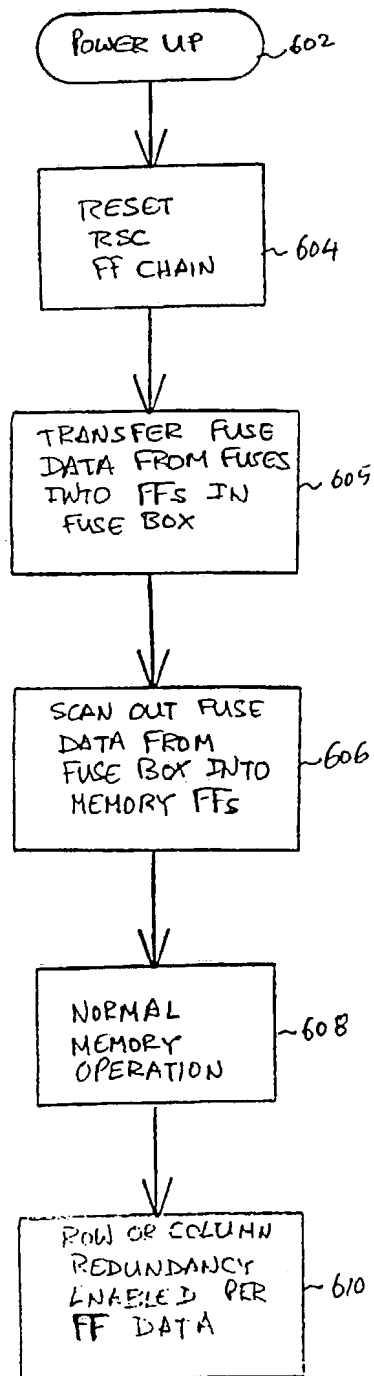 POWER UP
602
RESET
RSC
FF CHAIN
604
TRANSFER FUSE
DATA FROM FUSES
INTO FFs IN
FUSE BOX
605
SCAN OUT FUSE
DATA FROM
FUSE BOX INTO
MEMORY FFs
606
NORMAL
MEMORY
OPERATION
608
ROW OR COLUMN
REDUNDANCY
ENABLED PER
FF DATA
610